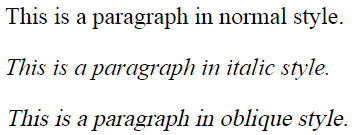 This is a paragraph in normal style.
This is a paragraph in italic style.
This is a paragraph in oblique style.